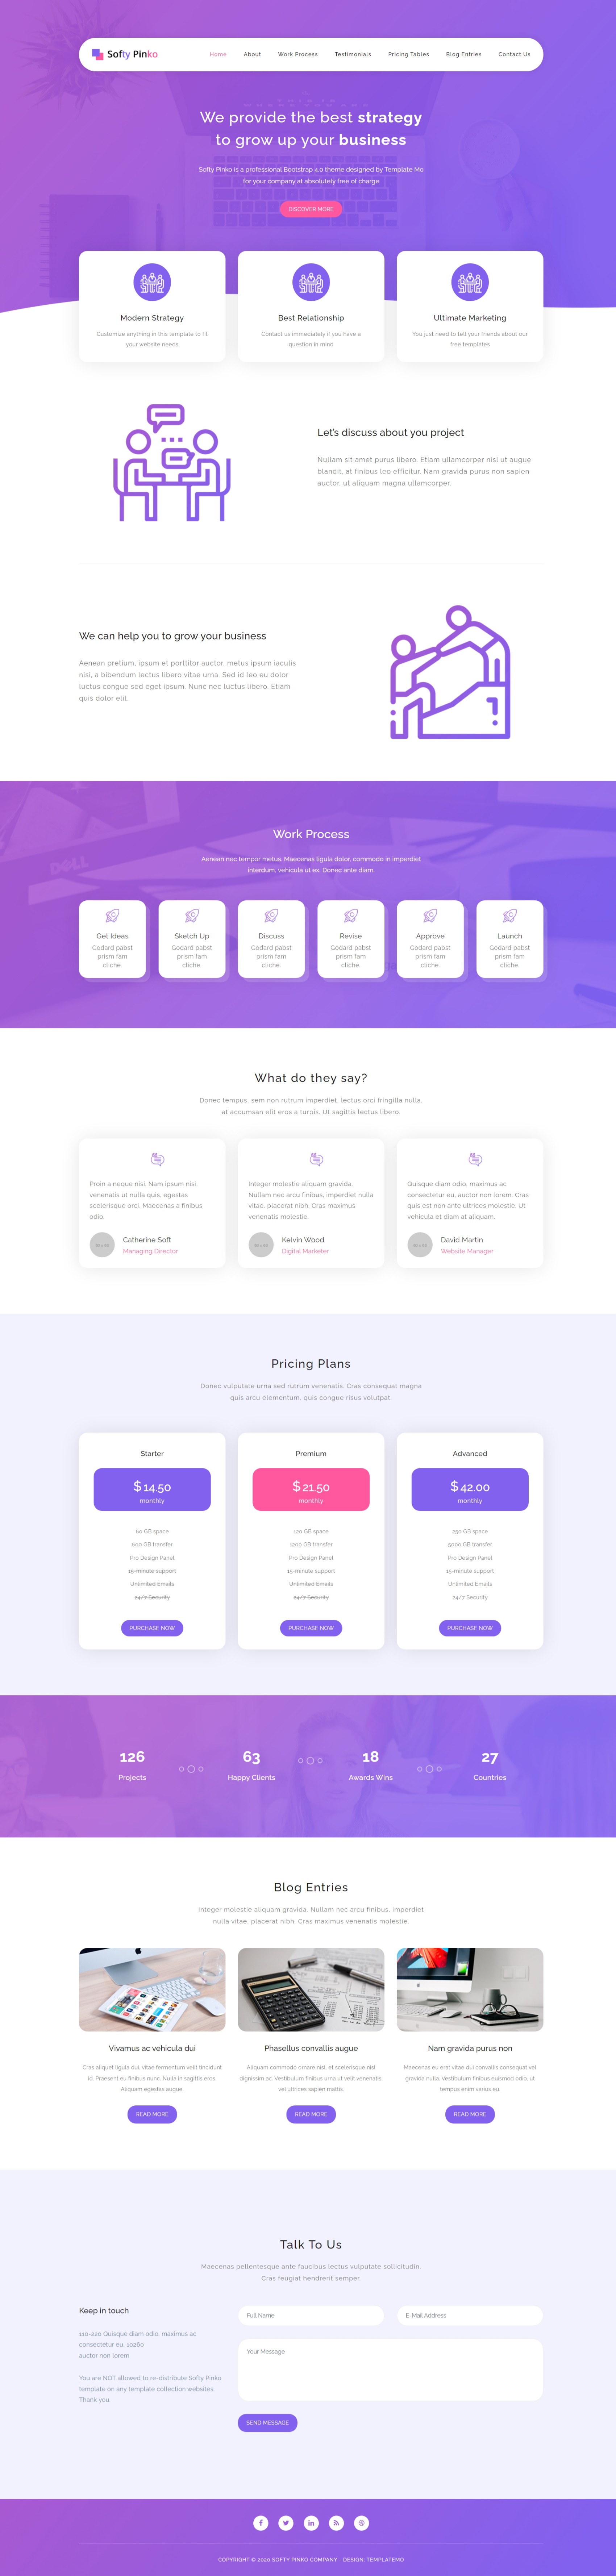 Softy Pinko
Home About Work Process Testimonials Pricing Tables Blog Entries Contact Us
We provide the best strategy
to grow up your business
Softy Pinko is a professional Bootstrap 4.0 theme designed by Template Mo
for your company at absolutely free of charge
DISCOVER MORE
Modern Strategy
Customize anything in this template to fit
your website needs
Best Relationship
Contact us immediately if you have a
question in mind
Ultimate Marketing
You just need to tell your friends about our
free templates
Let's discuss about you project
Nullam sit amet purus libero. Etiam ullamcorper nisl ut augue
blandit, at finibus leo efficitur. Nam gravida purus non sapien
auctor, ut aliquam magna ullamcorper.
We can help you to grow your business
Aenean pretium, ipsum et porttitor auctor, metus ipsum iaculis
nisi, a bibendum lectus libero vitae urna. Sed id leo eu dolor
luctus congue sed eget ipsum. Nunc nec luctus libero. Etiam
quis dolor elit.
DELL
Work Process
Aenean nec tempor metus. Maecenas ligula dolor, commodo in imperdiet
interdum, vehicula ut ex. Donec ante diam.
Get Ideas
Godard pabst
prism fam
cliche.
Sketch Up
Godard pabst
prism fam
cliche.
Discuss
Godard pabst
prism fam
cliche.
Revise
Godard pabst
prism fam
cliche.
Approve
Godard pabst
prism fam
cliche.
Launch
Godard pabst
prism fam
cliche.
What do they say?
Donec tempus, sem non rutrum imperdiet, lectus orci fringilla nulla,
at accumsan elit eros a turpis. Ut sagittis lectus libero.
Proin a neque nisi. Nam ipsum nisi,
venenatis ut nulla quis, egestas
scelerisque orci. Maecenas a finibus
odio.
Catherine Soft
Managing Director
Integer molestie aliquam gravida.
Nullam nec arcu finibus, imperdiet nulla
vitae, placerat nibh. Cras maximus
venenatis molestie.
Kelvin Wood
Digital Marketer
Quisque diam odio, maximus ac
consectetur eu, auctor non lorem. Cras
quis est non ante ultrices molestie. Ut
vehicula et diam at aliquam.
David Martin
Website Manager
Pricing Plans
Donec vulputate urna sed rutrum venenatis. Cras consequat magna
quis arcu elementum, quis congue risus volutpat.
Starter
$ 14.50
monthly
60 GB space
600 GB transfer
Pro Design Panel
15-minute support
Unlimited Emails
24/7 Security
PURCHASE NOW
Premium
$ 21.50
monthly
120 GB space
1200 GB transfer
Pro Design Panel
15-minute support
Unlimited Emails
24/7 Security
PURCHASE NOW
Advanced
$ 42.00
monthly
250 GB space
5000 GB transfer
Pro Design Panel
15-minute support
Unlimited Emails
24/7 Security
PURCHASE NOW
126
Projects
63
Happy Clients
18
Awards Wins
27
Countries
Blog Entries
Integer molestie aliquam gravida. Nullam nec arcu finibus, imperdiet
nulla vitae, placerat nibh. Cras maximus venenatis molestie.
Vivamus ac vehicula dui
Cras aliquet ligula dui, vitae fermentum velit tincidunt
id. Praesent eu finibus nunc. Nulla in sagittis eros.
Aliquam egestas augue.
READ MORE
Phasellus convallis augue
Aliquam commodo ornare nisl, et scelerisque nisl
dignissim ac. Vestibulum finibus urna ut velit venenatis,
vel ultrices sapien mattis.
READ MORE
Nam gravida purus non
Maecenas eu erat vitae dui convallis consequat vel
gravida nulla. Vestibulum finibus euismod odio, ut
tempus enim varius eu.
READ MORE
Talk To Us
Maecenas pellentesque ante faucibus lectus vulputate sollicitudin.
Cras feugiat hendrerit semper.
Keep in touch
110-220 Quisque diam odio, maximus ac
consectetur eu, 10260
auctor non lorem
You are NOT allowed to re-distribute Softy Pinko
template on any template collection websites.
Thank you.
Full Name
E-Mail Address
Your Message
SEND MESSAGE
COPYRIGHT © 2020 SOFTY PINKO COMPANY - DESIGN: TEMPLATEMO